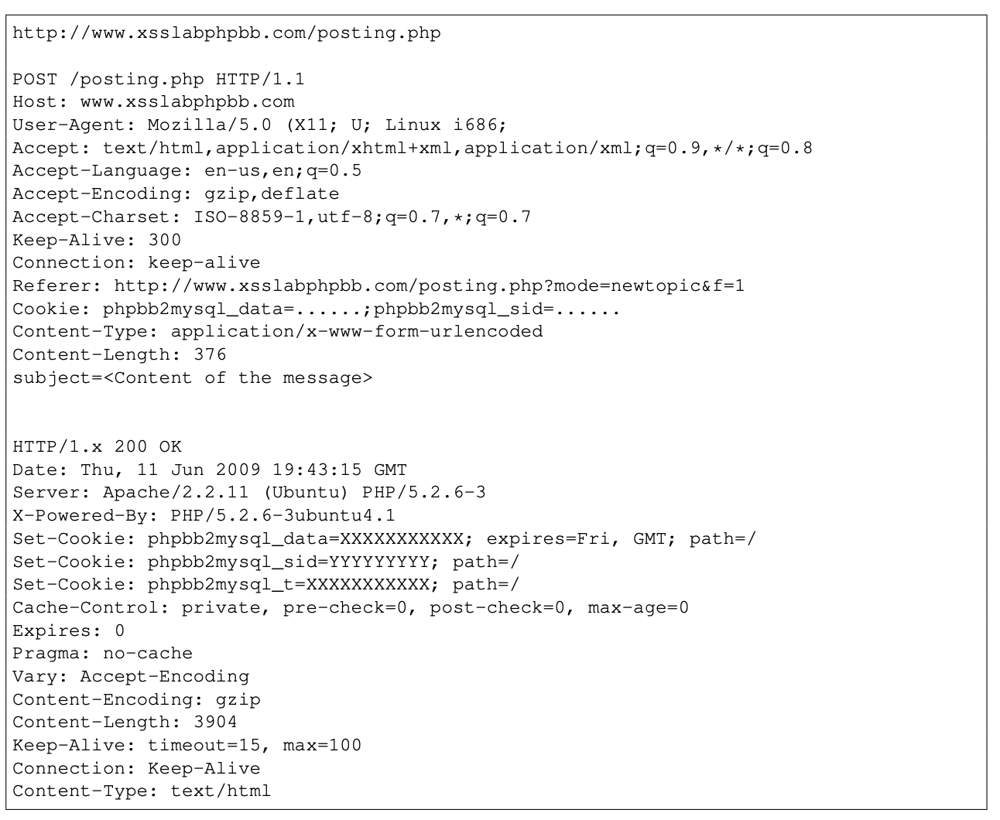 http://www.xsslabphpbb.com/posting.php
POST /posting.php HTTP/1.1
Host: www.xsslabphpbb.com
User-Agent: Mozilla/5.0 (X11; U; Linux i686;
Accept: text/html,application/xhtml+xml,application/xml;q=0.9,*/*;q=0.8
Accept-Language: en-us,en;q=0.5
Accept-Encoding: gzip,deflate
Accept-Charset: ISO-8859-1,utf-8;q=0.7,*;q=0.7
Keep-Alive: 300
Connection: keep-alive
Referer: http://www.xsslabphpbb.com/posting.php?mode=newtopic&f=1
Cookie: phpbb2mysql_data=......;phpbb2mysql_sid=......
Content-Type: application/x-www-form-urlencoded
Content-Length: 376
subject=<Content of the message>
HTTP/1.x 200 OK
Date: Thu, 11 Jun 2009 19:43:15 GMT
Server: Apache/2.2.11 (Ubuntu) PHP/5.2.6-3
X-Powered-By: PHP/5.2.6-3ubuntu4.1
Set-Cookie: phpbb2mysql_data=XXXXXXXXXXX; expires=Fri, GMT; path=/
Set-Cookie: phpbb2mysql_sid=YYYYYYYYY; path=/
Set-Cookie: phpbb2mysql_t=XXXXXXXXXXX; path=/
Cache-Control: private, pre-check=0, post-check=0, max-age=0
Expires: 0
Pragma: no-cache
Vary: Accept-Encoding
Content-Encoding: gzip
Content-Length: 3904
Keep-Alive: timeout=15, max=100
Connection: Keep-Alive
Content-Type: text/html